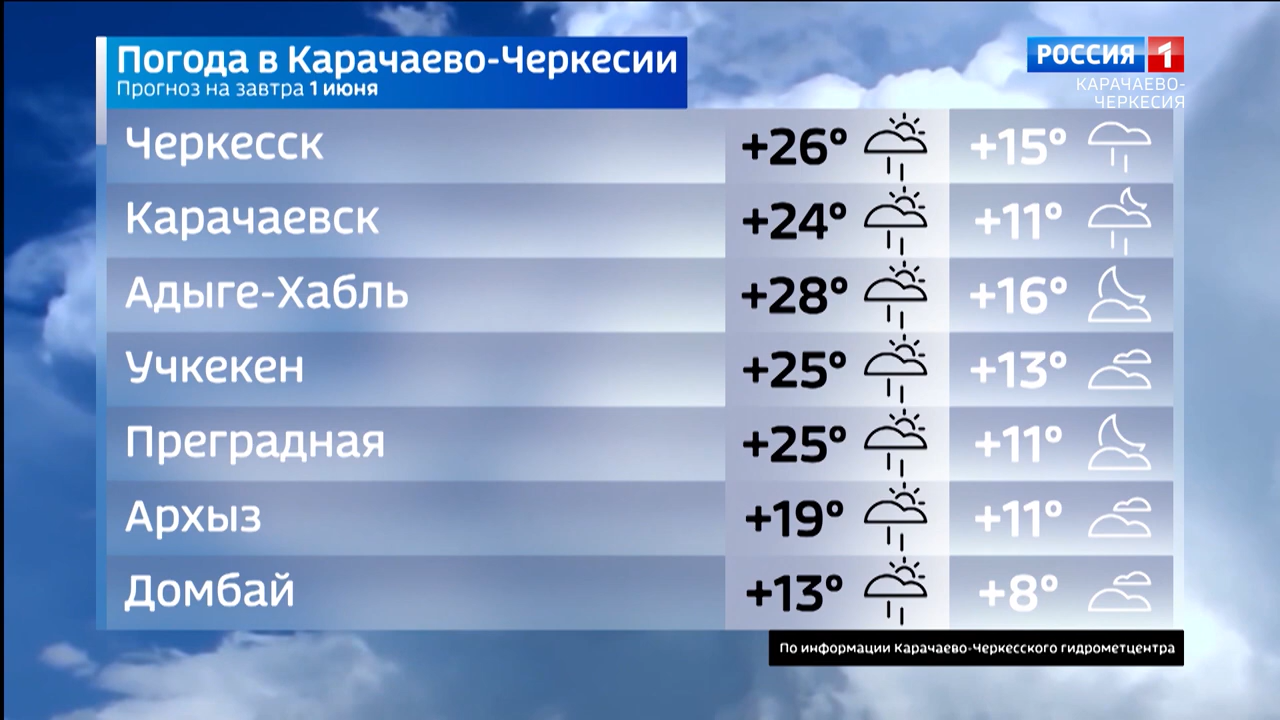 Погода в Карачаево-Черкесии
Прогноз на завтра 1 июня
РОССИЯ 1
КАРАЧАЕВО-
ЧЕРКЕСИЯ
Черкесск +26° +15°
Карачаевск +24° +11°
Адыге-Хабль +28° +16°
Учкекен +25° +13°
Преградная +25° +11°
Архыз +19° +11°
Домбай +13° +8°
По информации Карачаево-Черкесского гидрометцентра